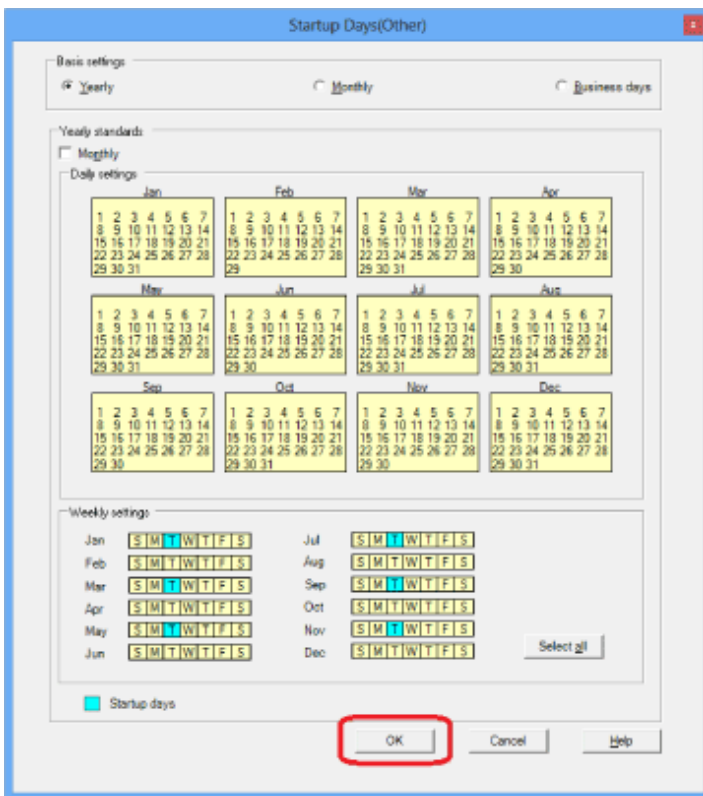 Startup Days(Other)
x
Basis settings
Yearly Monthly Business days
Yearly standards
Monthly
Daily settings
Jan Feb Mar Apr
1 2 3 4 5 6 7 1 2 3 4 5 6 7 1 2 3 4 5 6 7 1 2 3 4 5 6 7
8 9 10 11 12 13 14 8 9 10 11 12 13 14 8 9 10 11 12 13 14 8 9 10 11 12 13 14
15 16 17 18 19 20 21 15 16 17 18 19 20 21 15 16 17 18 19 20 21 15 16 17 18 19 20 21
22 23 24 25 26 27 28 22 23 24 25 26 27 28 22 23 24 25 26 27 28 22 23 24 25 26 27 28
29 30 31 29 29 30 31 29 30
May Jun Jul Aug
1 2 3 4 5 6 7 1 2 3 4 5 6 7 1 2 3 4 5 6 7 1 2 3 4 5 6 7
8 9 10 11 12 13 14 8 9 10 11 12 13 14 8 9 10 11 12 13 14 8 9 10 11 12 13 14
15 16 17 18 19 20 21 15 16 17 18 19 20 21 15 16 17 18 19 20 21 15 16 17 18 19 20 21
22 23 24 25 26 27 28 22 23 24 25 26 27 28 22 23 24 25 26 27 28 22 23 24 25 26 27 28
29 30 31 29 30 29 30 31 29 30 31
Sep Oct Nov Dec
1 2 3 4 5 6 7 1 2 3 4 5 6 7 1 2 3 4 5 6 7 1 2 3 4 5 6 7
8 9 10 11 12 13 14 8 9 10 11 12 13 14 8 9 10 11 12 13 14 8 9 10 11 12 13 14
15 16 17 18 19 20 21 15 16 17 18 19 20 21 15 16 17 18 19 20 21 15 16 17 18 19 20 21
22 23 24 25 26 27 28 22 23 24 25 26 27 28 22 23 24 25 26 27 28 22 23 24 25 26 27 28
29 30 29 30 31 29 30 29 30 31
Weekly settings
Jan S M T W T F S Jul S M T W T F S
Feb S M T W T F S Aug S M T W T F S
Mar S M T W T F S Sep S M T W T F S
Apr S M T W T F S Oct S M T W T F S
May S M T W T F S Nov S M T W T F S
Jun S M T W T F S Dec S M T W T F S
Select all
Startup days
OK Cancel Help